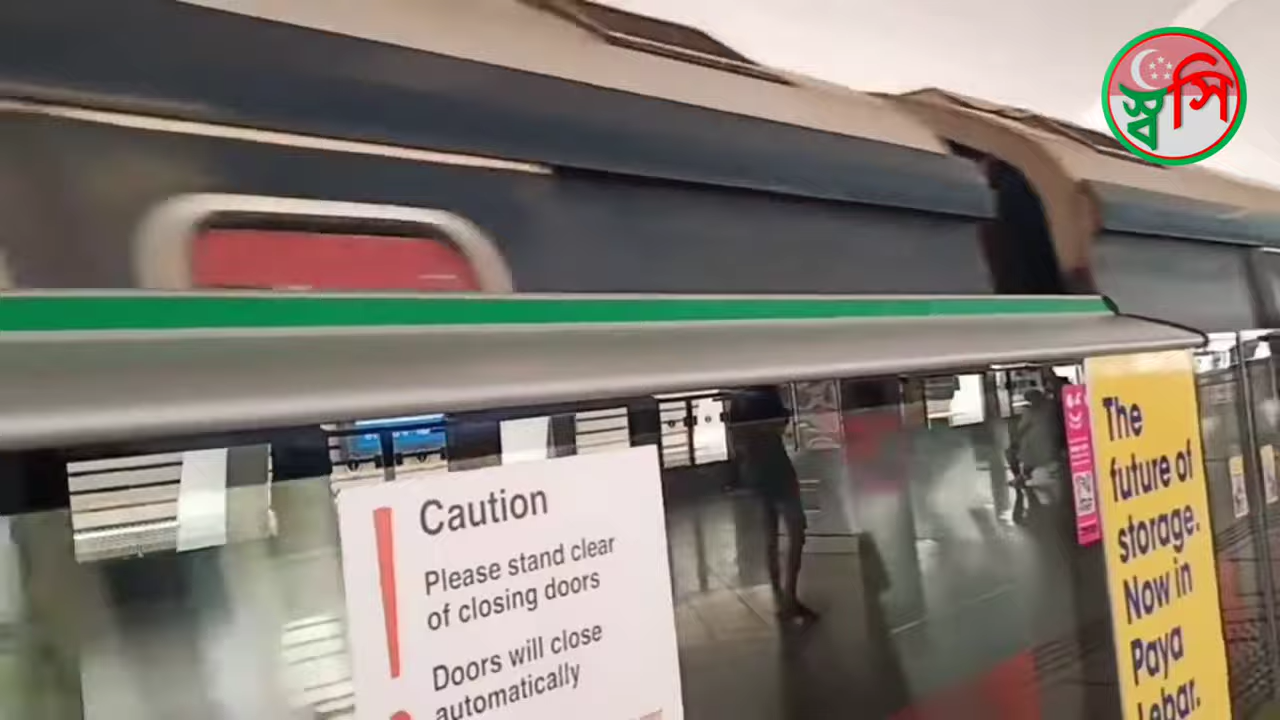 স্বসি
Caution
Please stand clear
of closing doors
Doors will close
automatically
The
future of
storage.
Now in
Paya
Lebar.